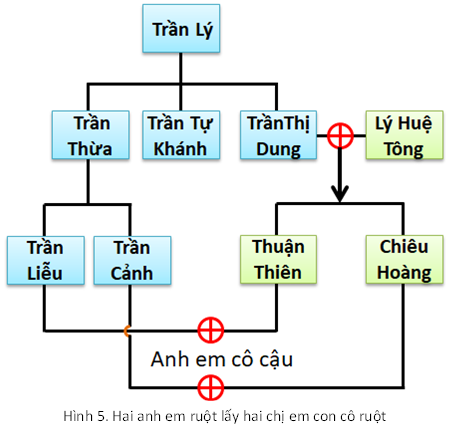 Trần Lý
Trần
Thừa
Trần Tự
Khánh
TrầnThị
Dung
Lý Huệ
Tông
Trần
Liễu
Trần
Cảnh
Thuận
Thiên
Chiêu
Hoàng
Anh em cô cậu
Hình 5. Hai anh em ruột lấy hai chị em con cô ruột